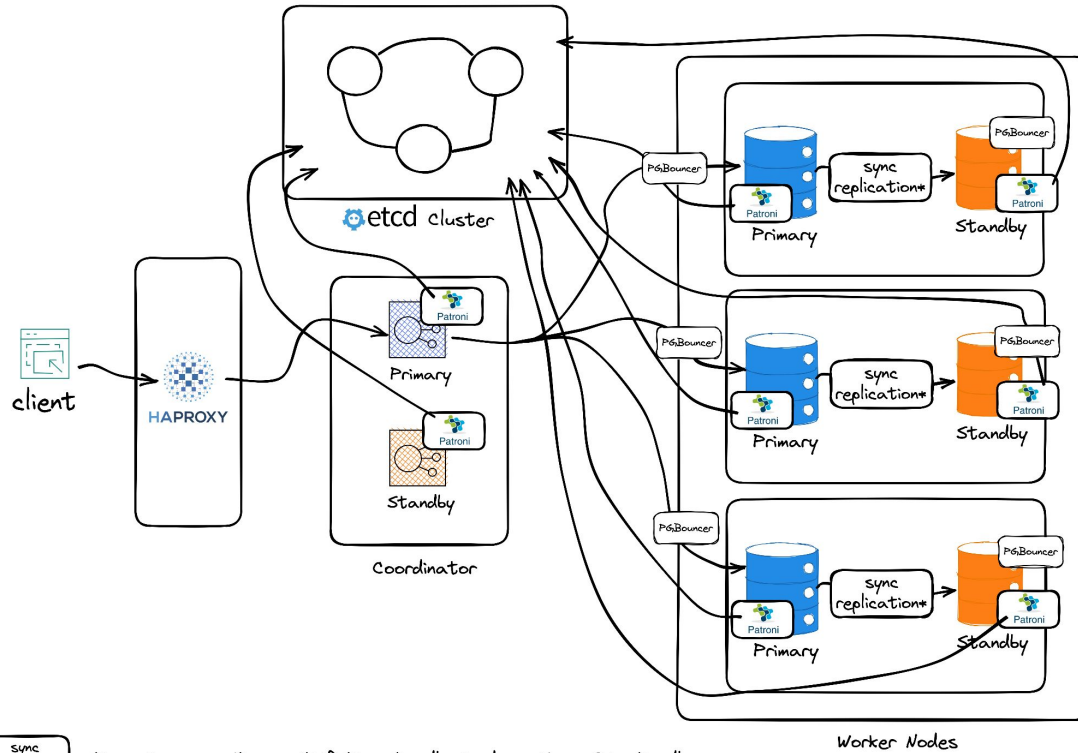 etcd Cluster
client
HAPROXY
Patroni
Primary
Patroni
Standby
Coordinator
PGBouncer
Patroni
Primary
sync
replication*
PGBouncer
Patroni
Standby
PGBouncer
Patroni
Primary
sync
replication*
PGBouncer
Patroni
Standby
PGBouncer
Patroni
Primary
sync
replication*
PGBouncer
Patroni
Standby
Worker Nodes
sync